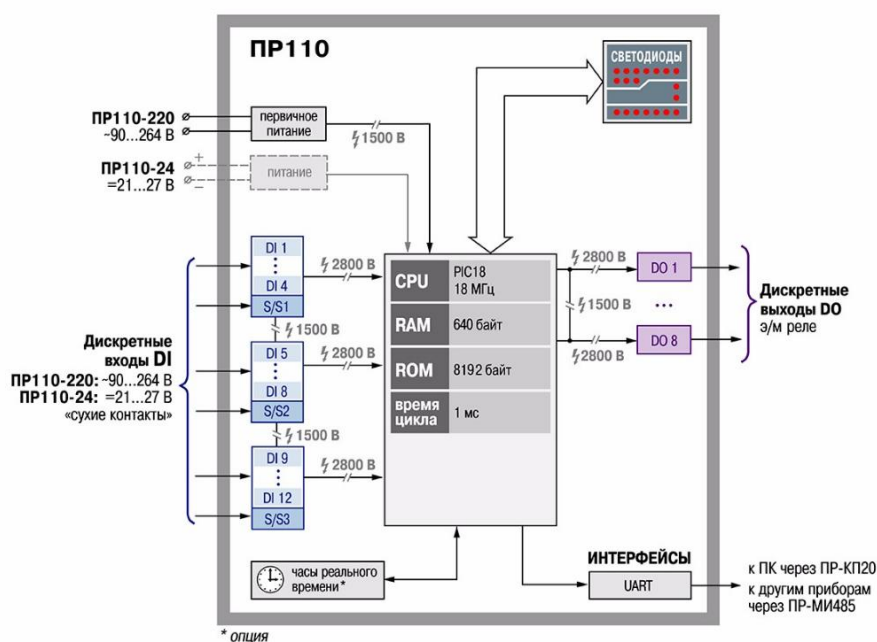 ПР110
СВЕТОДИОДЫ
ПР110-220
~90...264 В
первичное
питание
1500 В
ПР110-24
=21...27 В
+
–
питание
DI 1
DI 4
S/S1
2800 В
1500 В
DI 5
DI 8
S/S2
2800 В
1500 В
DI 9
DI 12
S/S3
2800 В
Дискретные
входы DI
ПР110-220: ~90...264 В
ПР110-24: =21...27 В
«сухие контакты»
CPU
PIC18
18 МГц
RAM
640 байт
ROM
8192 байт
время
цикла
1 мс
2800 В
DO 1
1500 В
...
2800 В
DO 8
Дискретные
выходы DO
э/м реле
часы реального
времени*
ИНТЕРФЕЙСЫ
UART
к ПК через ПР-КП20
к другим приборам
через ПР-МИ485
* опция